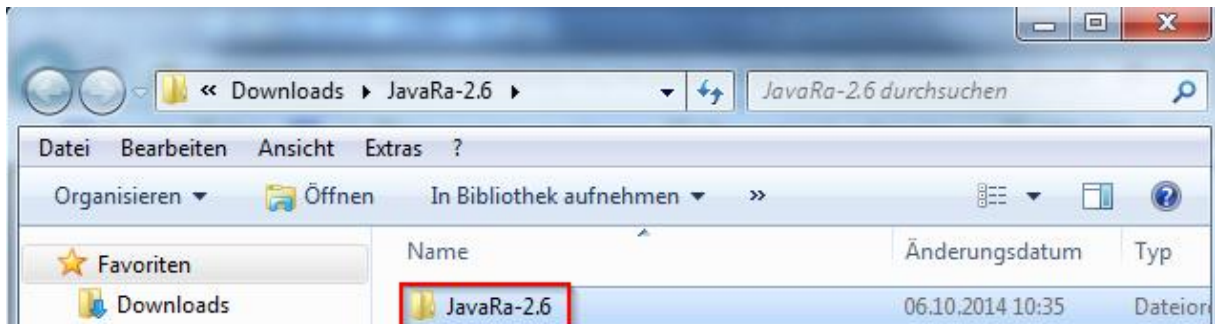 « Downloads ▸ JavaRa-2.6 ▸ JavaRa-2.6 durchsuchen
Datei Bearbeiten Ansicht Extras ?
Organisieren Öffnen In Bibliothek aufnehmen »
Favoriten Name Änderungsdatum Typ
Downloads JavaRa-2.6 06.10.2014 10:35